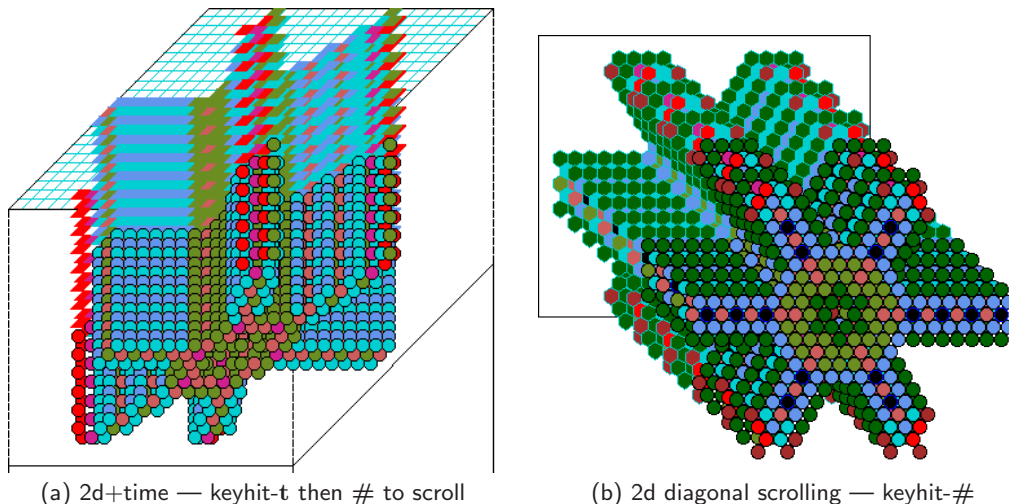 (a) 2d+time — keyhit-t then # to scroll
(b) 2d diagonal scrolling — keyhit-#